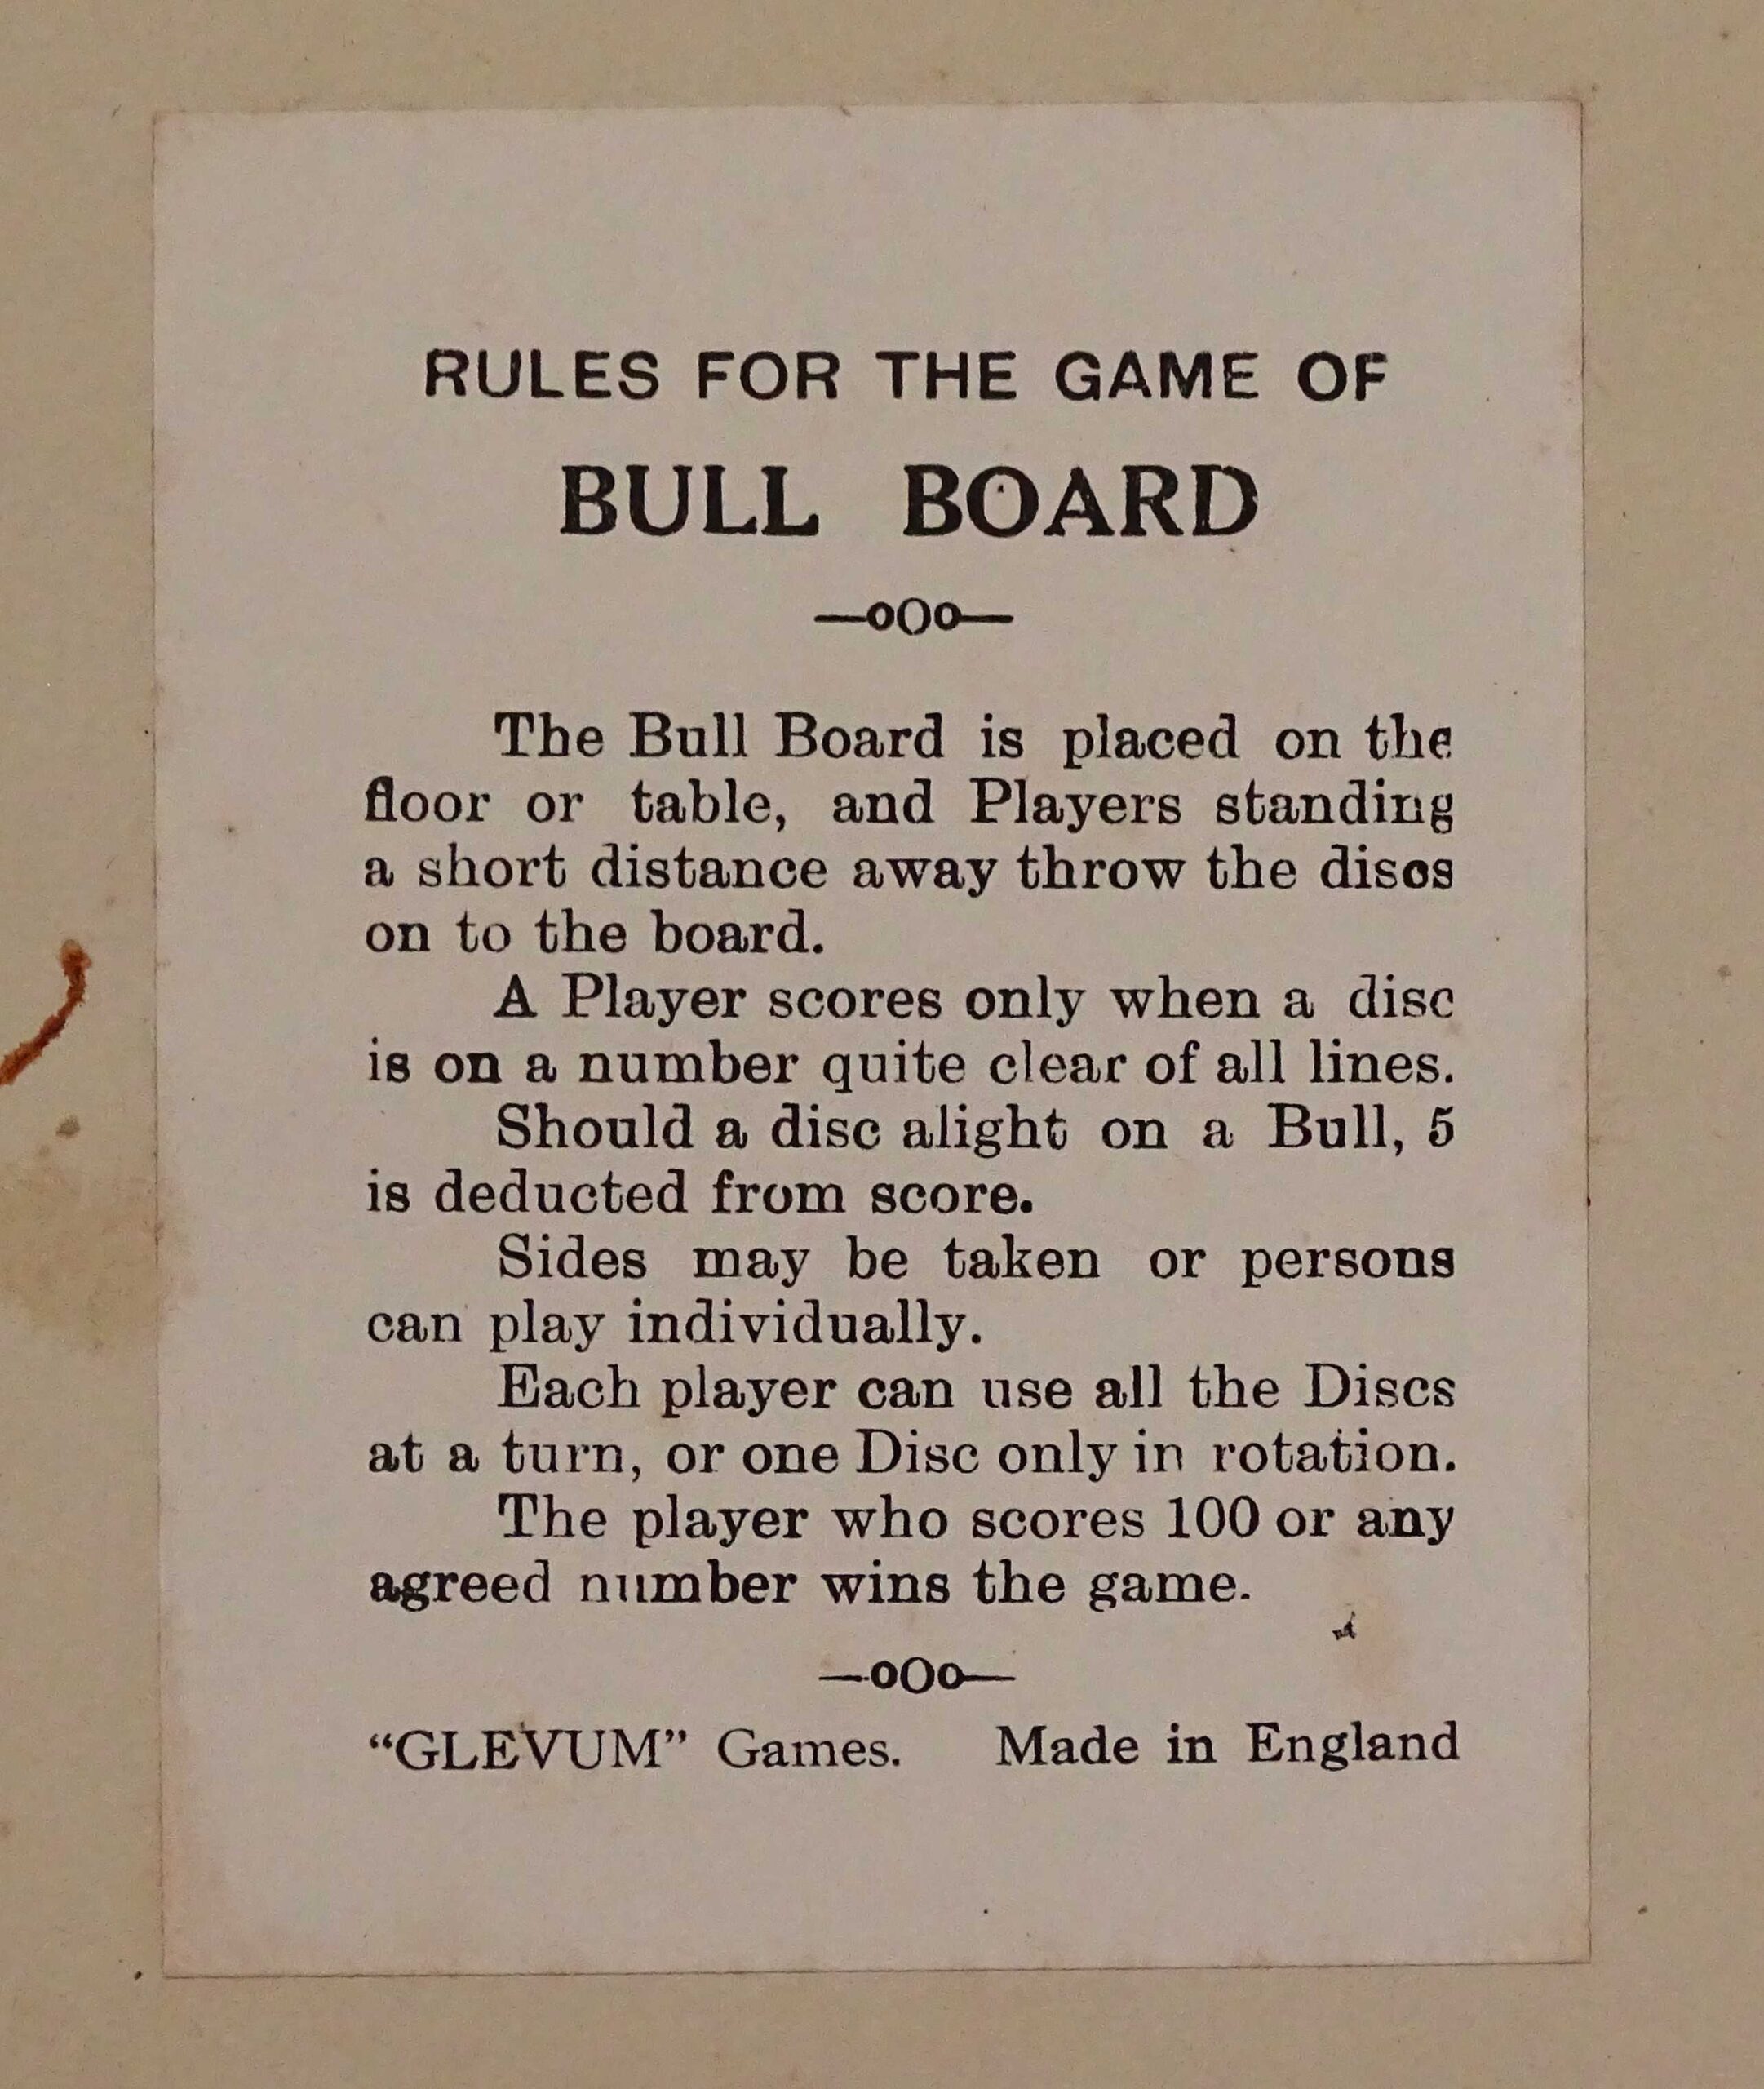 RULES FOR THE GAME OF
BULL BOARD
—oOo—
The Bull Board is placed on the
floor or table, and Players standing
a short distance away throw the discs
on to the board.
A Player scores only when a disc
is on a number quite clear of all lines.
Should a disc alight on a Bull, 5
is deducted from score.
Sides may be taken or persons
can play individually.
Each player can use all the Discs
at a turn, or one Disc only in rotation.
The player who scores 100 or any
agreed number wins the game.
—oOo—
“GLEVUM” Games. Made in England